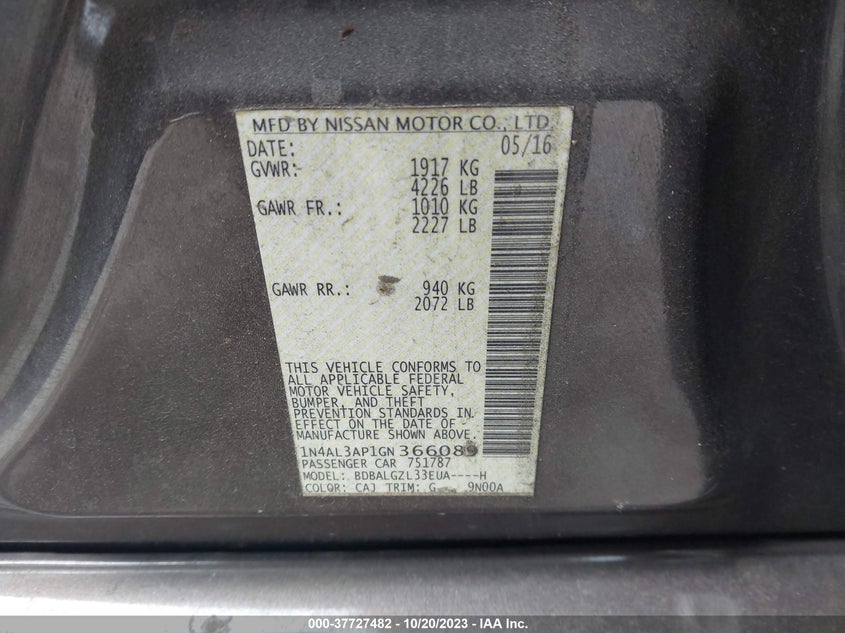 MFD BY NISSAN MOTOR CO., LTD
DATE: 05/16
GVWR: 1917 KG
4226 LB
GAWR FR.: 1010 KG
2227 LB
GAWR RR.: 940 KG
2072 LB
THIS VEHICLE CONFORMS TO
ALL APPLICABLE FEDERAL
MOTOR VEHICLE SAFETY,
BUMPER, AND THEFT
PREVENTION STANDARDS IN
EFFECT ON THE DATE OF
MANUFACTURE SHOWN ABOVE.
1N4AL3AP1GN366089
PASSENGER CAR 751787
MODEL: BDBALGZL33EUA----H
COLOR: CAJ TRIM: G 9N00A
000-37727482 - 10/20/2023 - IAA Inc.